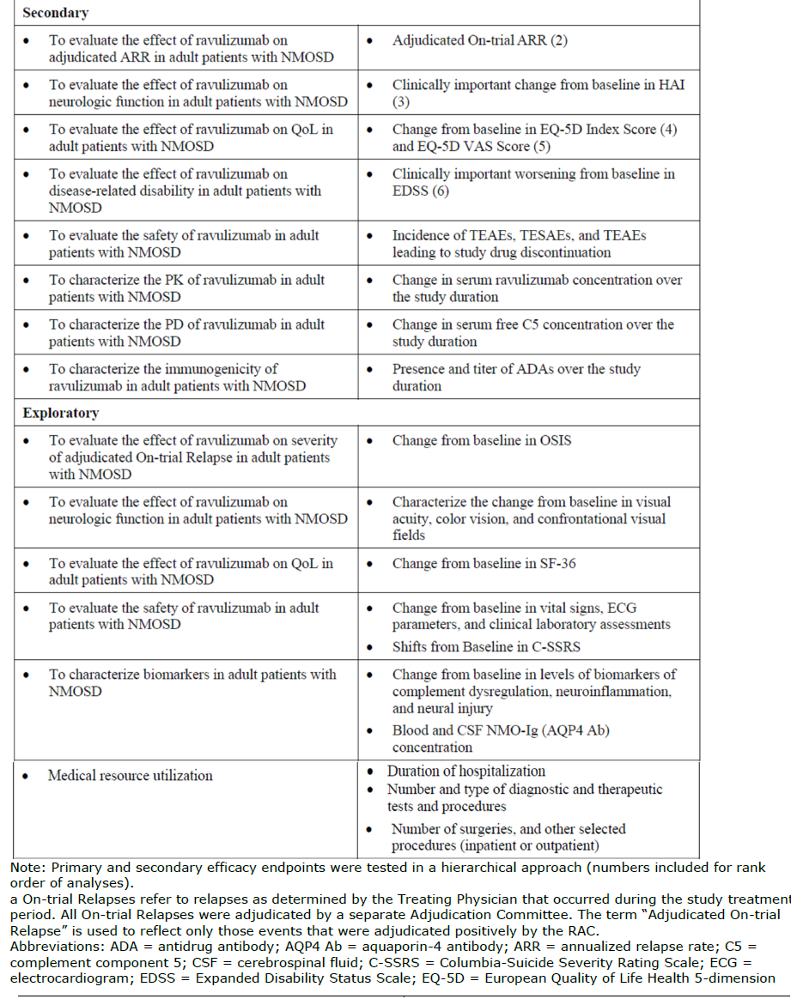 Secondary
• To evaluate the effect of ravulizumab on
adjudicated ARR in adult patients with NMOSD
• Adjudicated On-trial ARR (2)
• To evaluate the effect of ravulizumab on
neurologic function in adult patients with NMOSD
• Clinically important change from baseline in HAI
(3)
• To evaluate the effect of ravulizumab on QoL in
adult patients with NMOSD
• Change from baseline in EQ-5D Index Score (4)
and EQ-5D VAS Score (5)
• To evaluate the effect of ravulizumab on
disease-related disability in adult patients with
NMOSD
• Clinically important worsening from baseline in
EDSS (6)
• To evaluate the safety of ravulizumab in adult
patients with NMOSD
• Incidence of TEAEs, TESAEs, and TEAEs
leading to study drug discontinuation
• To characterize the PK of ravulizumab in adult
patients with NMOSD
• Change in serum ravulizumab concentration over
the study duration
• To characterize the PD of ravulizumab in adult
patients with NMOSD
• Change in serum free C5 concentration over the
study duration
• To characterize the immunogenicity of
ravulizumab in adult patients with NMOSD
• Presence and titer of ADAs over the study
duration
Exploratory
• To evaluate the effect of ravulizumab on severity
of adjudicated On-trial Relapse in adult patients
with NMOSD
• Change from baseline in OSIS
• To evaluate the effect of ravulizumab on
neurologic function in adult patients with NMOSD
• Characterize the change from baseline in visual
acuity, color vision, and confrontational visual
fields
• To evaluate the effect of ravulizumab on QoL in
adult patients with NMOSD
• Change from baseline in SF-36
• To evaluate the safety of ravulizumab in adult
patients with NMOSD
• Change from baseline in vital signs, ECG
parameters, and clinical laboratory assessments
• Shifts from Baseline in C-SSRS
• To characterize biomarkers in adult patients with
NMOSD
• Change from baseline in levels of biomarkers of
complement dysregulation, neuroinflammation,
and neural injury
• Blood and CSF NMO-Ig (AQP4 Ab)
concentration
• Medical resource utilization
• Duration of hospitalization
• Number and type of diagnostic and therapeutic
tests and procedures
• Number of surgeries, and other selected
procedures (inpatient or outpatient)
Note: Primary and secondary efficacy endpoints were tested in a hierarchical approach (numbers included for rank
order of analyses).
a On-trial Relapses refer to relapses as determined by the Treating Physician that occurred during the study treatment
period. All On-trial Relapses were adjudicated by a separate Adjudication Committee. The term “Adjudicated On-trial
Relapse” is used to reflect only those events that were adjudicated positively by the RAC.
Abbreviations: ADA = antidrug antibody; AQP4 Ab = aquaporin-4 antibody; ARR = annualized relapse rate; C5 =
complement component 5; CSF = cerebrospinal fluid; C-SSRS = Columbia-Suicide Severity Rating Scale; ECG =
electrocardiogram; EDSS = Expanded Disability Status Scale; EQ-5D = European Quality of Life Health 5-dimension